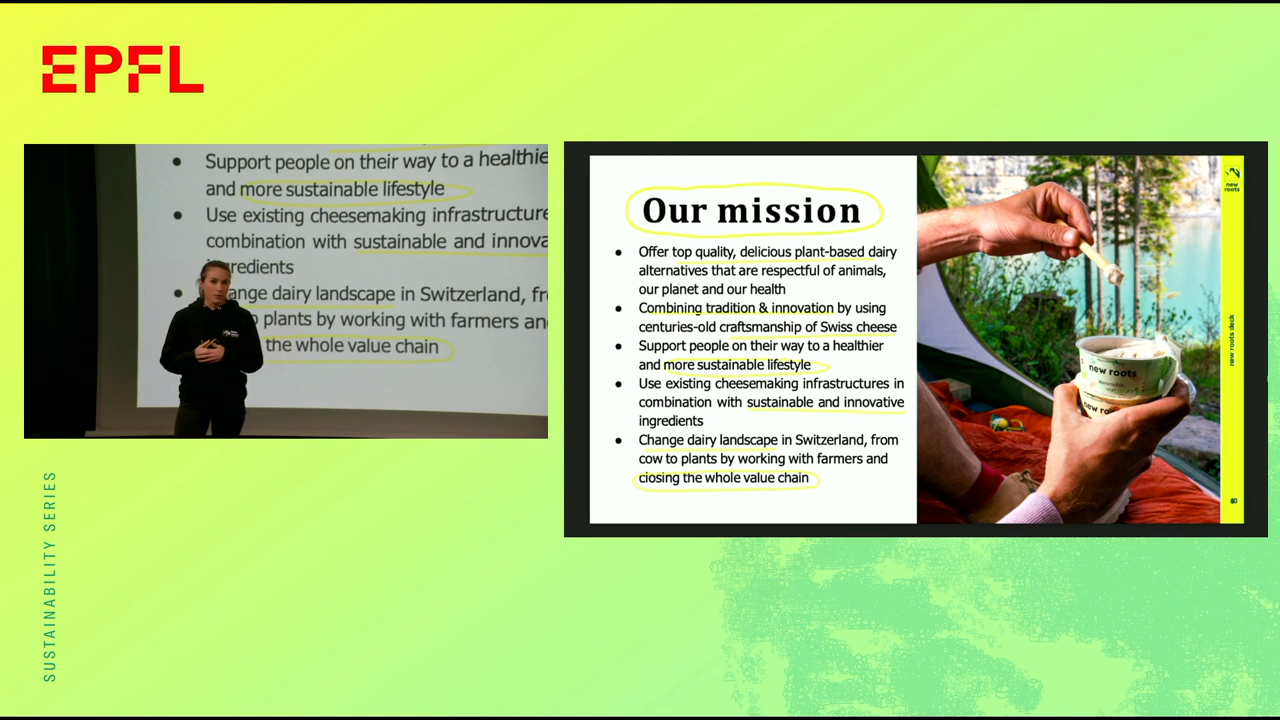 EPFL
Support people on their way to a healthie
and more sustainable lifestyle
Use existing cheesemaking infrastructure
combination with sustainable and innova
redients
ange dairy landscape in Switzerland, fr
to plants by working with farmers an
the whole value chain
Our mission
Offer top quality, delicious plant-based dairy
alternatives that are respectful of animals,
our planet and our health
Combining tradition & innovation by using
centuries-old craftsmanship of Swiss cheese
Support people on their way to a healthier
and more sustainable lifestyle
Use existing cheesemaking infrastructures in
combination with sustainable and innovative
ingredients
Change dairy landscape in Switzerland, from
cow to plants by working with farmers and
closing the whole value chain
new roots
new roots
new roots deck
SUSTAINABILITY SERIES